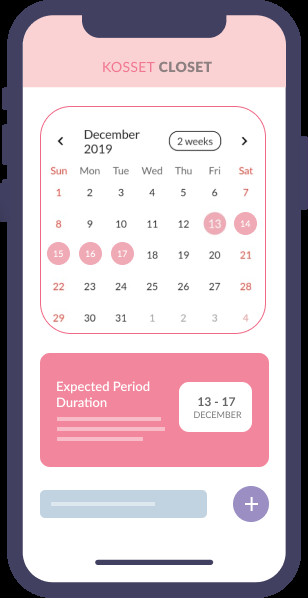 KOSSET CLOSET
December
2019
2 weeks
Sun Mon Tue Wed Thu Fri Sat
1 2 3 4 5 6 7
8 9 10 11 12 13 14
15 16 17 18 19 20 21
22 23 24 25 26 27 28
29 30 31 1 2 3 4
Expected Period
Duration
13 - 17
DECEMBER
+